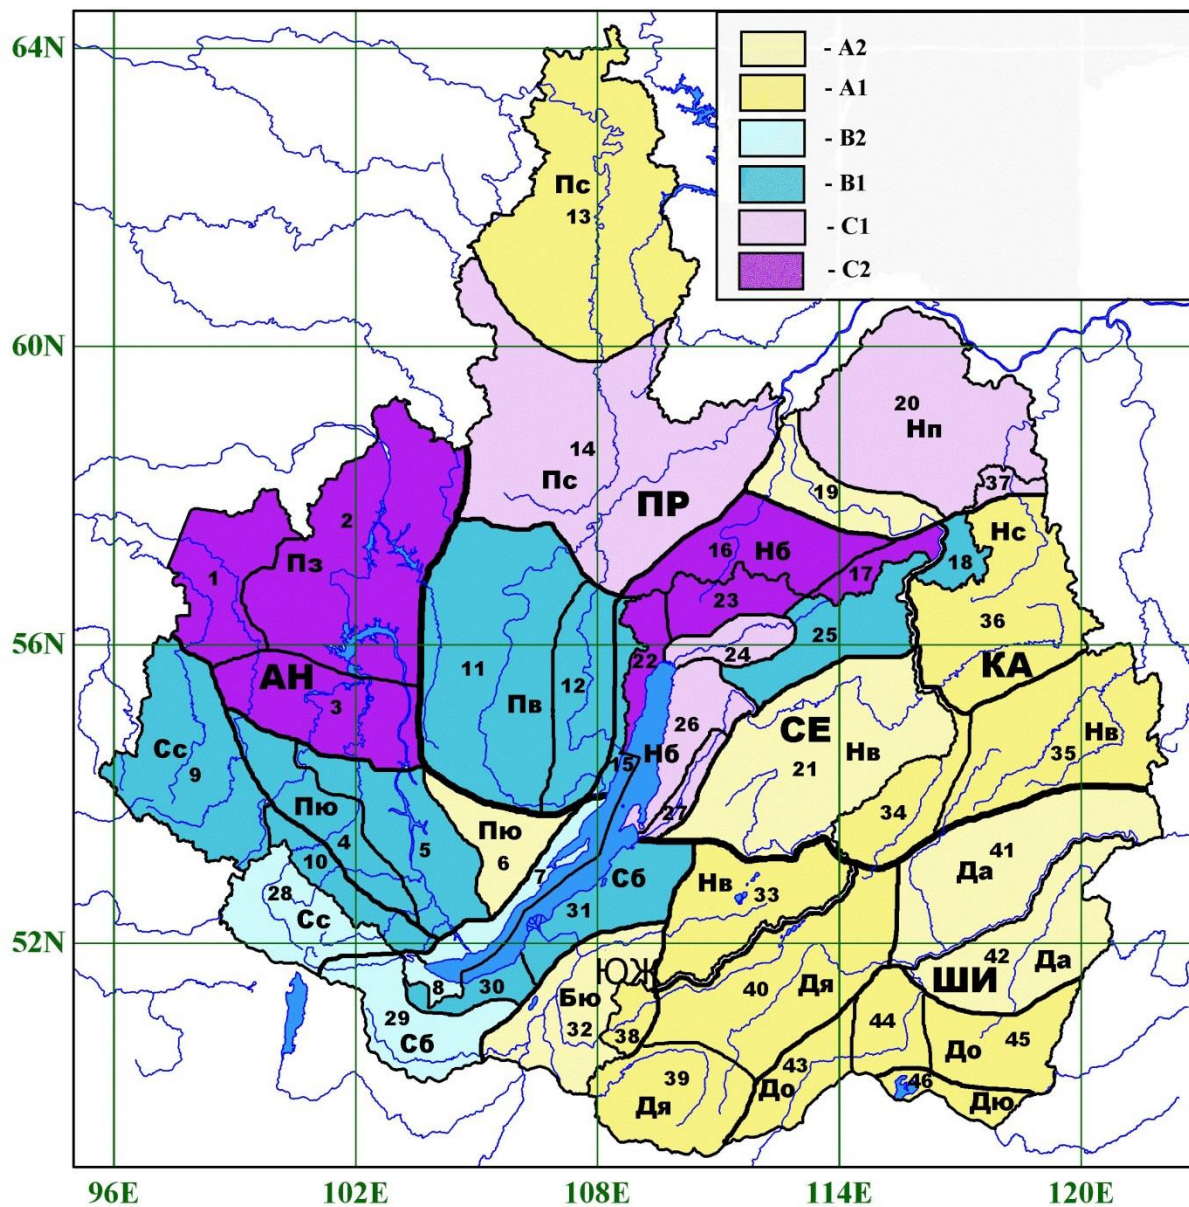 64N
- A2
- A1
- B2
- B1
- C1
- C2
Пс
13
60N
20
Нп
14
Пс
ПР
19
37
2
1
Пз
16
Нб
17
18
Нс
23
36
56N
25
24
22
КА
АН
3
11
12
Пв
26
СЕ
Нв
21
Нб
15
Сс
9
Нв
35
34
27
Пю
4
5
10
Пю
6
7
Сб
31
Нв
33
41
Да
28
Сс
52N
42
Да
ШИ
ЮЖ
8
30
29
Сб
Бю
32
38
40
Дя
44
45
До
43
До
46
Дю
39
Дя
96E 102E 108E 114E 120E